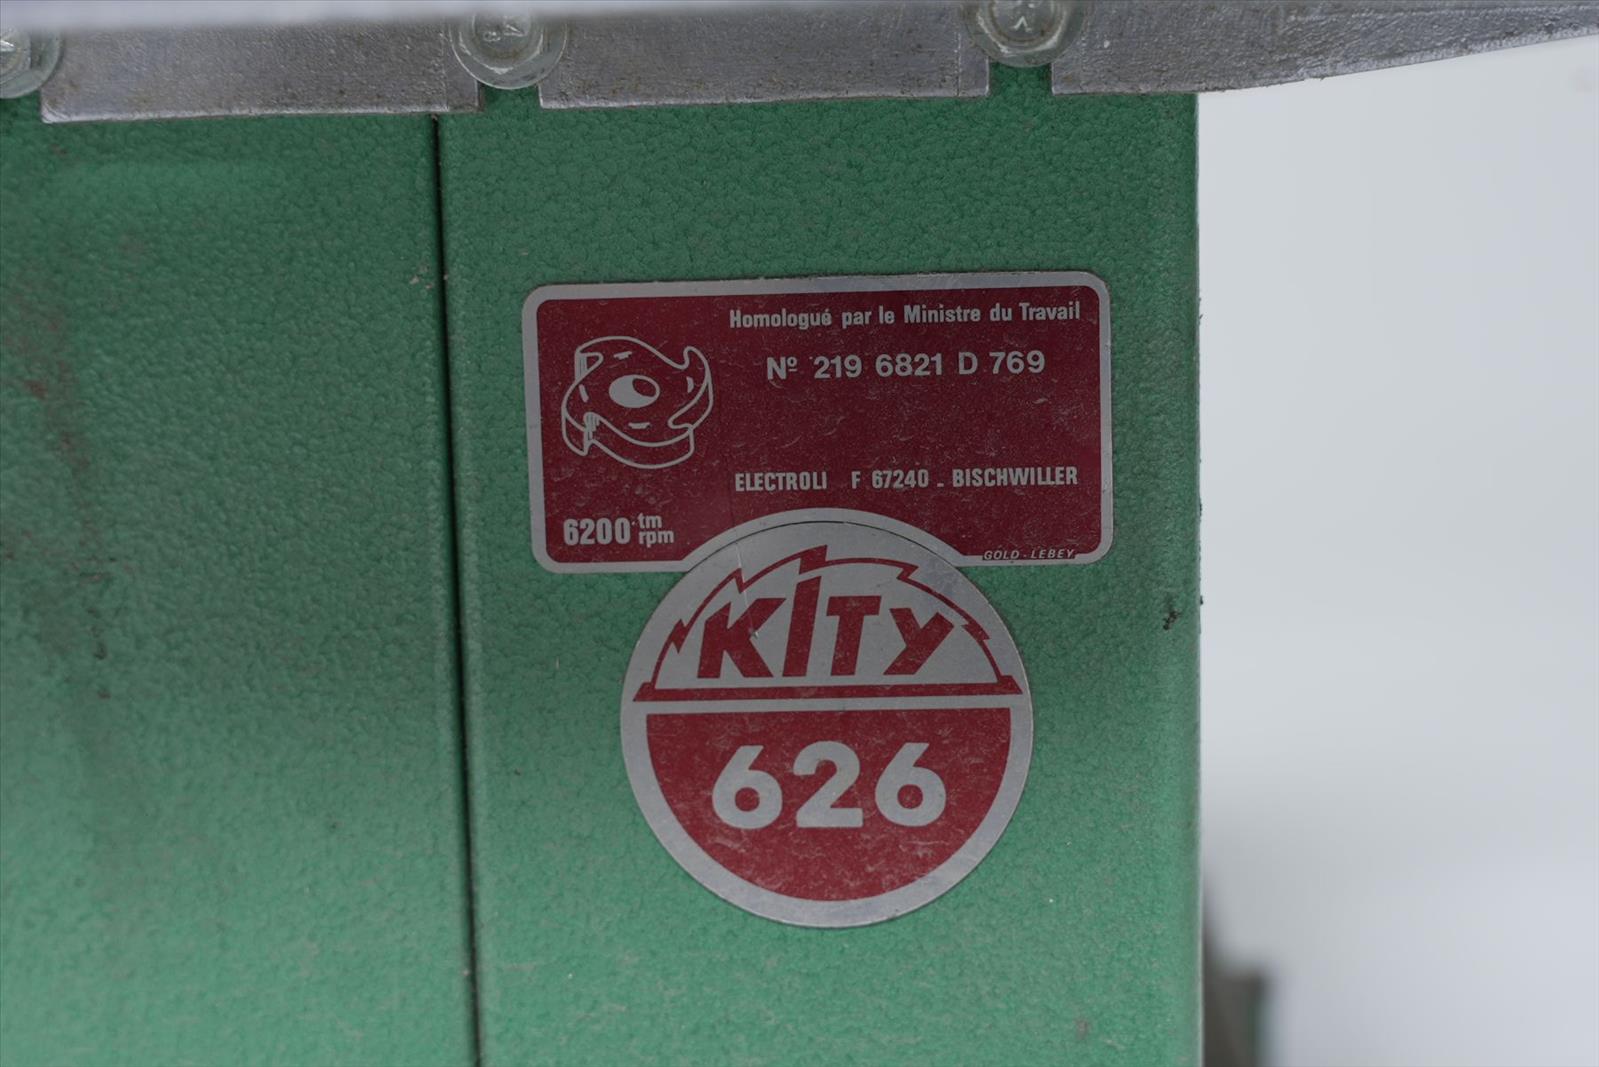 Homologué par le Ministre du Travail
Nº 219 6821 D 769
ELECTROLI F 67240 - BISCHWILLER
6200 tm
rpm
GOLD-LEBEY
KITY
626